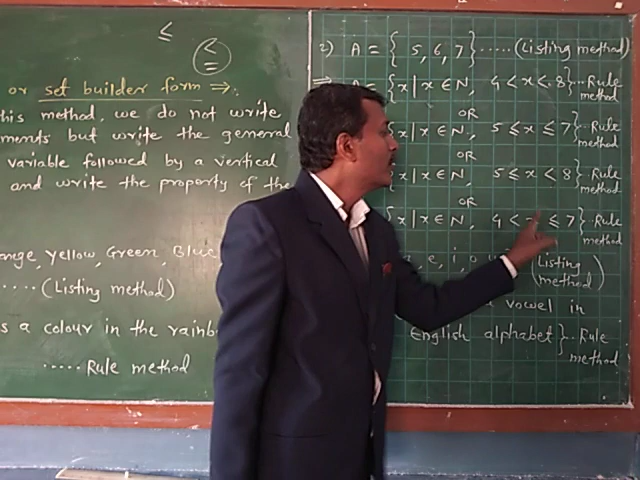 ≤
≤
or set builder form ⇒:
his method, we do not write
ments but write the general
variable followed by a vertical
and write the property of the
ange, Yellow, Green, Blue
.... (Listing method)
s a colour in the rainb
..... Rule method
2) A = { 5, 6, 7 } ..... (Listing method)
⇒ A = { x | x ∈ N, 4 < x < 8 } ... Rule method
OR
{ x | x ∈ N, 5 ≤ x ≤ 7 } .. Rule method
OR
{ x | x ∈ N, 5 ≤ x < 8 } .. Rule method
OR
{ x | x ∈ N, 4 < ≤ 7 } .. Rule method
, e, i, o, (Listing method)
vowel in
English alphabet } .. Rule method